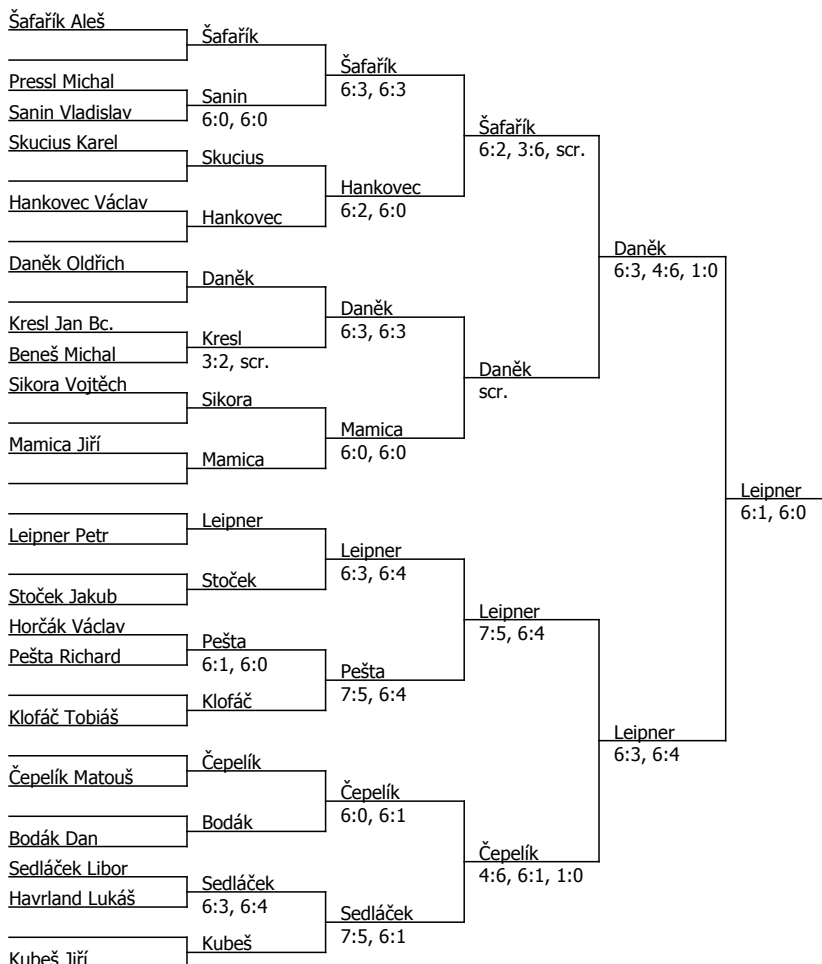 Šafařík Aleš
Šafařík
Šafařík
6:3, 6:3
Pressl Michal
Sanin
6:0, 6:0
Sanin Vladislav
Šafařík
6:2, 3:6, scr.
Skucius Karel
Skucius
Hankovec
6:2, 6:0
Hankovec Václav
Hankovec
Daněk
6:3, 4:6, 1:0
Daněk Oldřich
Daněk
Daněk
6:3, 6:3
Kresl Jan Bc.
Kresl
3:2, scr.
Beneš Michal
Daněk
scr.
Sikora Vojtěch
Sikora
Mamica
6:0, 6:0
Mamica Jiří
Mamica
Leipner
6:1, 6:0
Leipner
Leipner Petr
Leipner
6:3, 6:4
Stoček
Stoček Jakub
Leipner
7:5, 6:4
Horčák Václav
Pešta
6:1, 6:0
Pešta Richard
Pešta
7:5, 6:4
Klofáč
Klofáč Tobiáš
Leipner
6:3, 6:4
Čepelík
Čepelík Matouš
Čepelík
6:0, 6:1
Bodák
Bodák Dan
Čepelík
4:6, 6:1, 1:0
Sedláček Libor
Sedláček
6:3, 6:4
Havrland Lukáš
Sedláček
7:5, 6:1
Kubeš
Kubeš Jiří